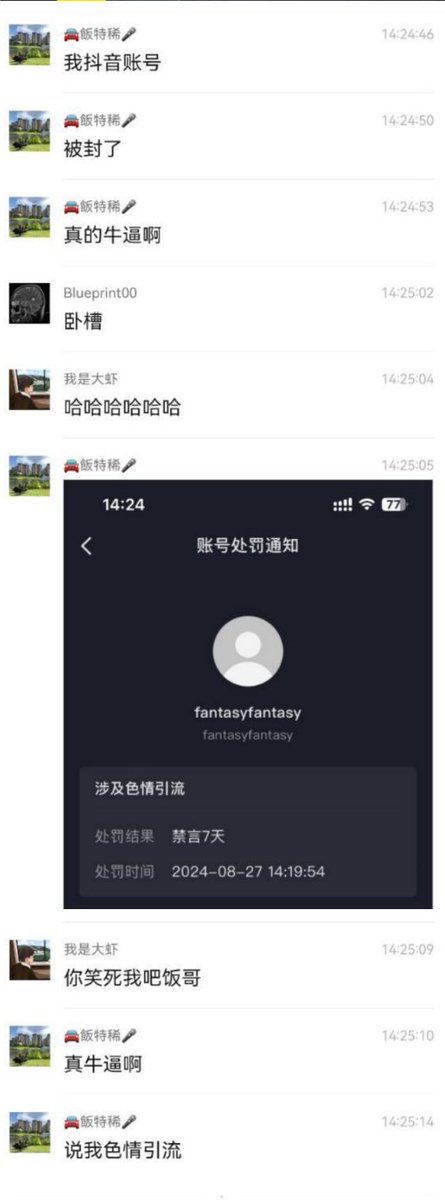 🚘飯特稀🎤 14:24:46
我抖音账号
🚘飯特稀🎤 14:24:50
被封了
🚘飯特稀🎤 14:24:53
真的牛逼啊
Blueprint00 14:25:02
卧槽
我是大虾 14:25:04
哈哈哈哈哈哈
🚘飯特稀🎤 14:25:05
14:24 77
账号处罚通知
fantasyfantasy
fantasyfantasy
涉及色情引流
处罚结果 禁言7天
处罚时间 2024-08-27 14:19:54
我是大虾 14:25:09
你笑死我吧饭哥
🚘飯特稀🎤 14:25:10
真牛逼啊
🚘飯特稀🎤 14:25:14
说我色情引流